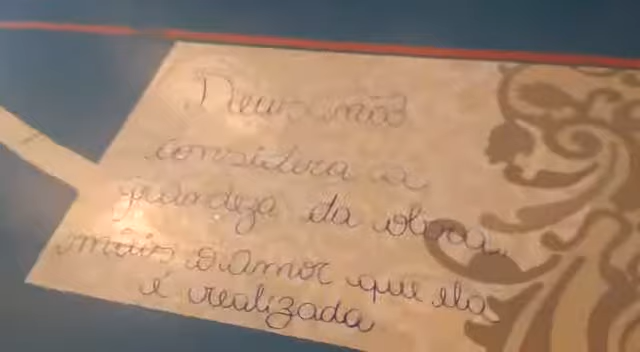 Deus não
considera a
grandeza da obra,
mais o amor que ela
é realizada